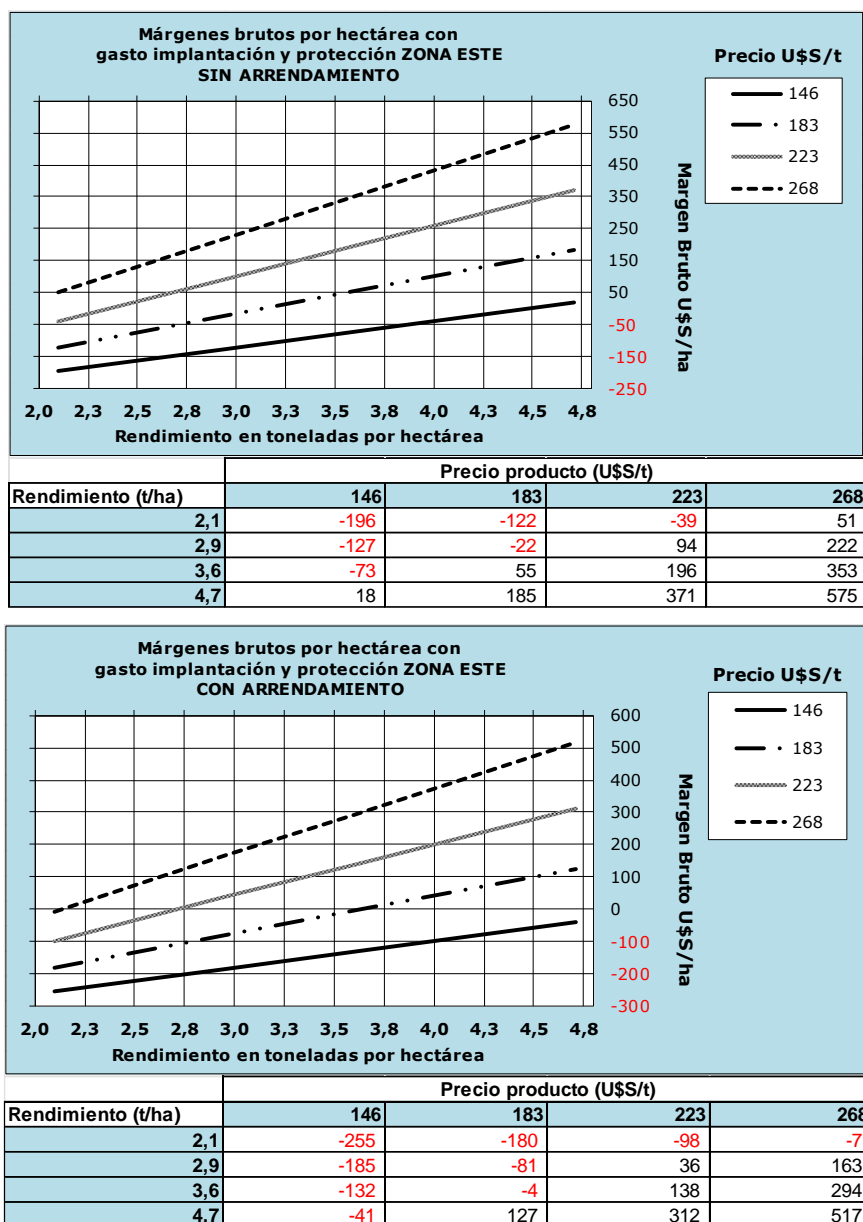 Márgenes brutos por hectárea con
gasto implantación y protección ZONA ESTE
SIN ARRENDAMIENTO
Precio U$S/t
146
183
223
268
650
550
450
350
250
150
50
-50
-150
-250
Margen Bruto U$S/ha
2,0 2,3 2,5 2,8 3,0 3,3 3,5 3,8 4,0 4,3 4,5 4,8
Rendimiento en toneladas por hectárea
Precio producto (U$S/t)
Rendimiento (t/ha) 146 183 223 268
2,1 -196 -122 -39 51
2,9 -127 -22 94 222
3,6 -73 55 196 353
4,7 18 185 371 575
Márgenes brutos por hectárea con
gasto implantación y protección ZONA ESTE
CON ARRENDAMIENTO
Precio U$S/t
146
183
223
268
600
500
400
300
200
100
0
-100
-200
-300
Margen Bruto U$S/ha
2,0 2,3 2,5 2,8 3,0 3,3 3,5 3,8 4,0 4,3 4,5 4,8
Rendimiento en toneladas por hectárea
Precio producto (U$S/t)
Rendimiento (t/ha) 146 183 223 268
2,1 -255 -180 -98 -7
2,9 -185 -81 36 163
3,6 -132 -4 138 294
4,7 -41 127 312 517